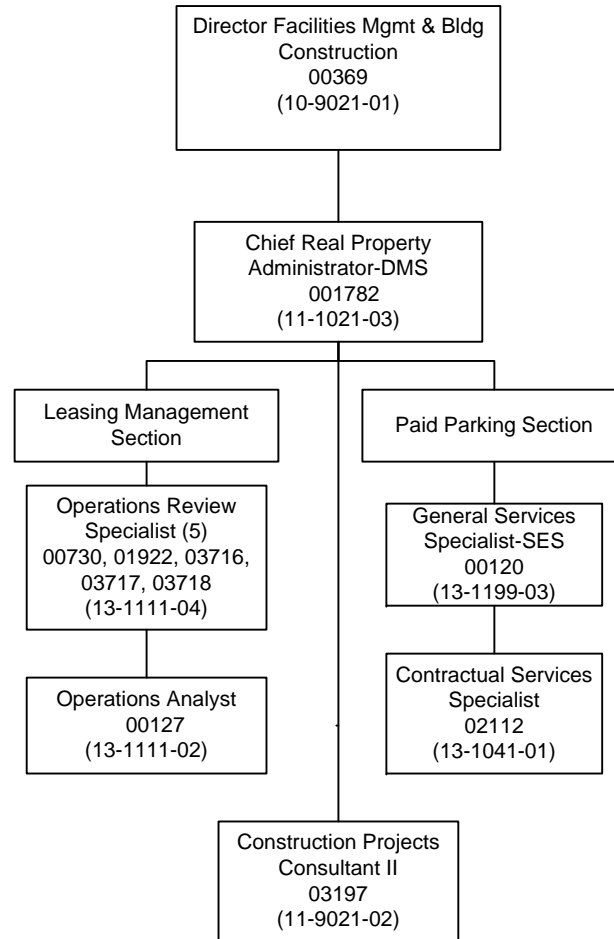 Director Facilities Mgmt & Bldg
Construction
00369
(10-9021-01)
Chief Real Property
Administrator-DMS
001782
(11-1021-03)
Leasing Management
Section
Paid Parking Section
Operations Review
Specialist (5)
00730, 01922, 03716,
03717, 03718
(13-1111-04)
General Services
Specialist-SES
00120
(13-1199-03)
Operations Analyst
00127
(13-1111-02)
Contractual Services
Specialist
02112
(13-1041-01)
Construction Projects
Consultant II
03197
(11-9021-02)